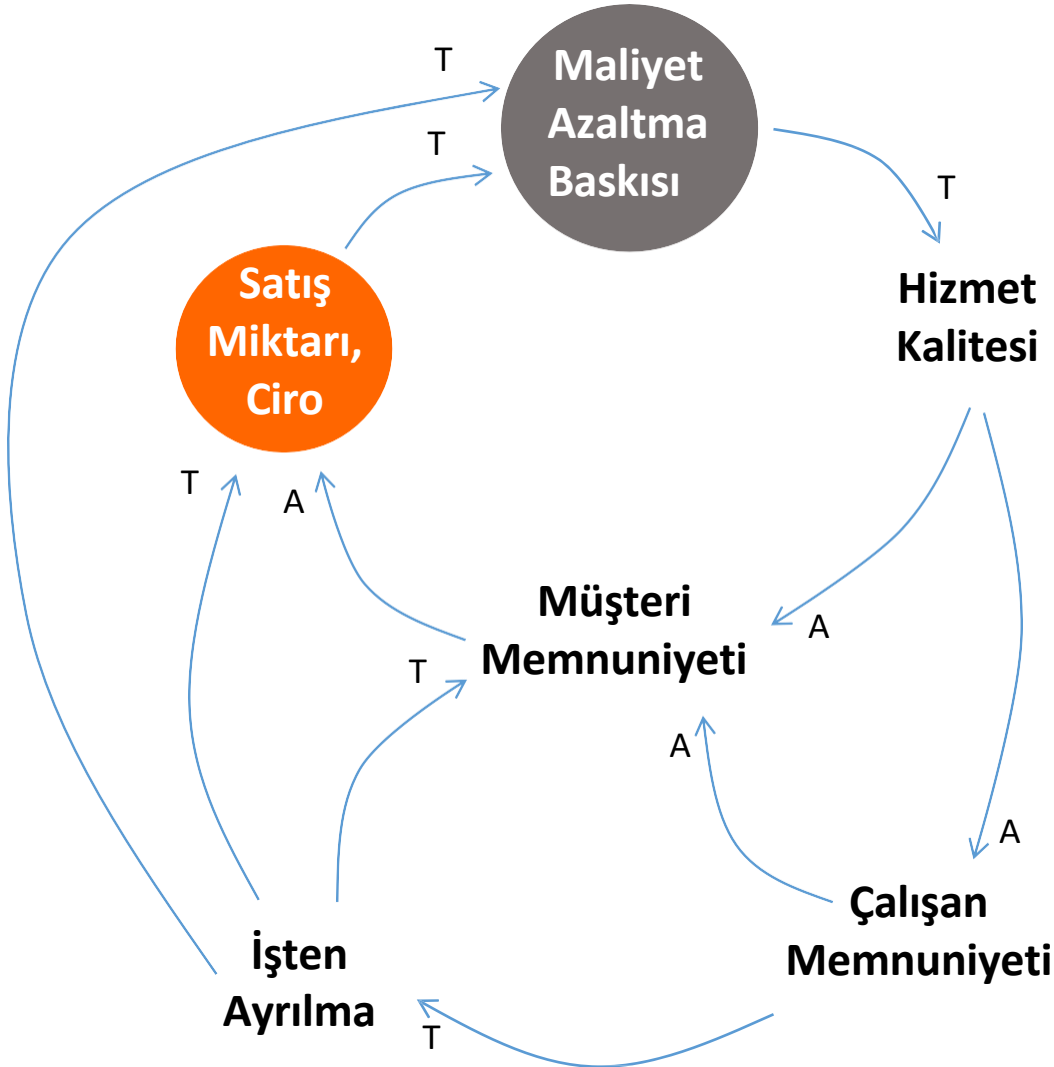 T
Maliyet
Azaltma
Baskısı
T
T
Satış
Miktarı,
Ciro
Hizmet
Kalitesi
T
A
Müşteri
Memnuniyeti
A
T
A
A
Çalışan
Memnuniyeti
İşten
Ayrılma
T